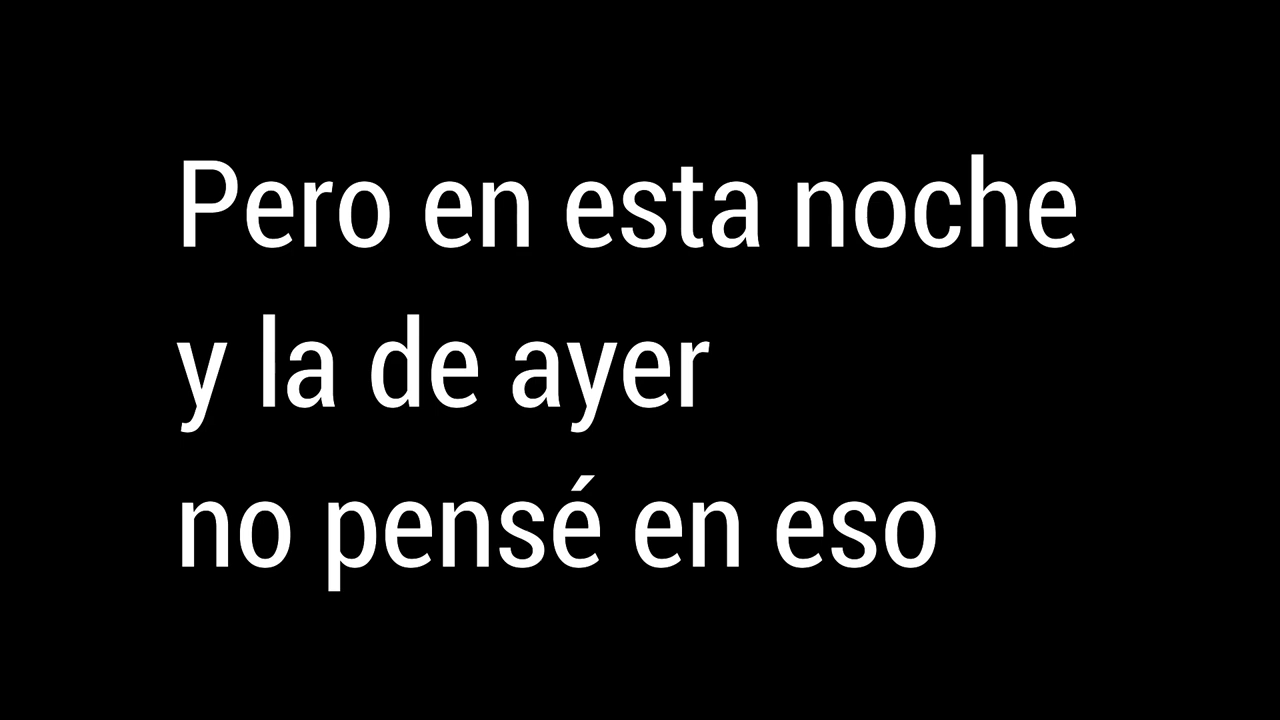 Pero en esta noche
y la de ayer
no pensé en eso